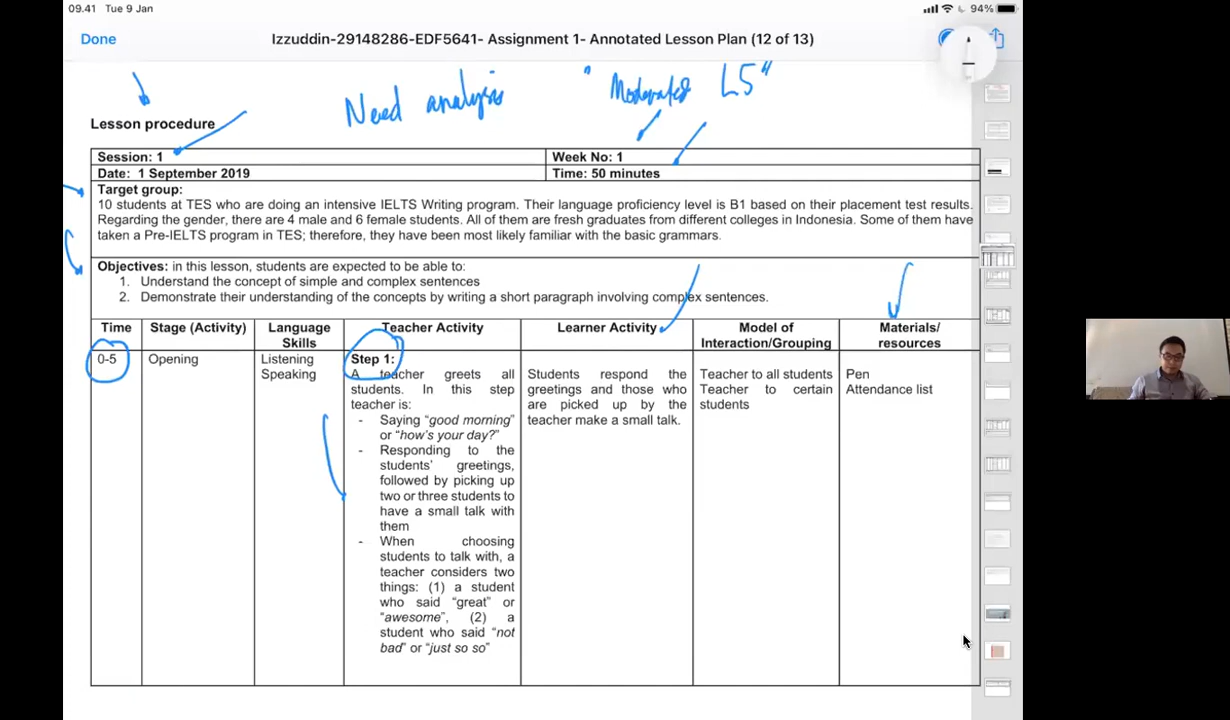 09.41 Tue 9 Jan
94%
Done
Izzuddin-29148286-EDF5641- Assignment 1- Annotated Lesson Plan (12 of 13)
Need analysis
"Moderated LS"
Lesson procedure
Session: 1
Week No: 1
Date: 1 September 2019
Time: 50 minutes
Target group:
10 students at TES who are doing an intensive IELTS Writing program. Their language proficiency level is B1 based on their placement test results.
Regarding the gender, there are 4 male and 6 female students. All of them are fresh graduates from different colleges in Indonesia. Some of them have
taken a Pre-IELTS program in TES; therefore, they have been most likely familiar with the basic grammars.
Objectives: in this lesson, students are expected to be able to:
1. Understand the concept of simple and complex sentences
2. Demonstrate their understanding of the concepts by writing a short paragraph involving complex sentences.
Time
Stage (Activity)
Language
Skills
Teacher Activity
Learner Activity
Model of
Interaction/Grouping
Materials/
resources
0-5
Opening
Listening
Speaking
Step 1:
A teacher greets all
students. In this step
teacher is:
- Saying "good morning"
or "how's your day?"
- Responding to the
students' greetings,
followed by picking up
two or three students to
have a small talk with
them
- When choosing
students to talk with, a
teacher considers two
things: (1) a student
who said "great" or
"awesome", (2) a
student who said "not
bad" or "just so so"
Students respond the
greetings and those who
are picked up by the
teacher make a small talk.
Teacher to all students
Teacher to certain
students
Pen
Attendance list